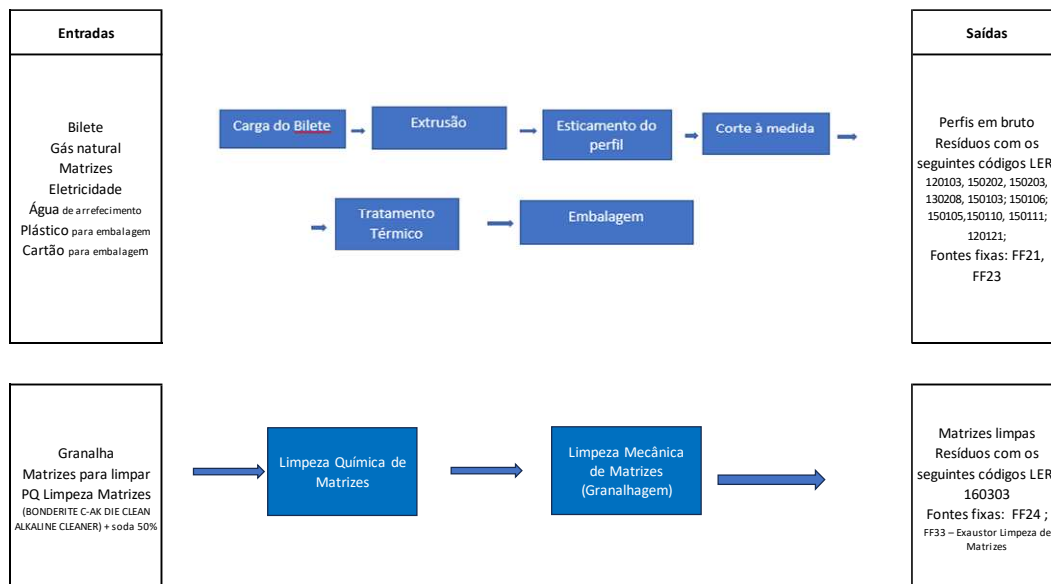 Entradas
Bilete
Gás natural
Matrizes
Eletricidade
Água de arrefecimento
Plástico para embalagem
Cartão para embalagem
Carga do Bilete
Extrusão
Esticamento do
perfil
Corte à medida
Tratamento
Térmico
Embalagem
Saídas
Perfis em bruto
Resíduos com os
seguintes códigos LER
120103, 150202, 150203,
130208, 150103; 150106;
150105,150110, 150111;
120121;
Fontes fixas: FF21,
FF23
Granalha
Matrizes para limpar
PQ Limpeza Matrizes
(BONDERITE C-AK DIE CLEAN
ALKALINE CLEANER) + soda 50%
Limpeza Química de
Matrizes
Limpeza Mecânica
de Matrizes
(Granalhagem)
Matrizes limpas
Resíduos com os
seguintes códigos LER
160303
Fontes fixas: FF24 ;
FF33 – Exaustor Limpeza de
Matrizes